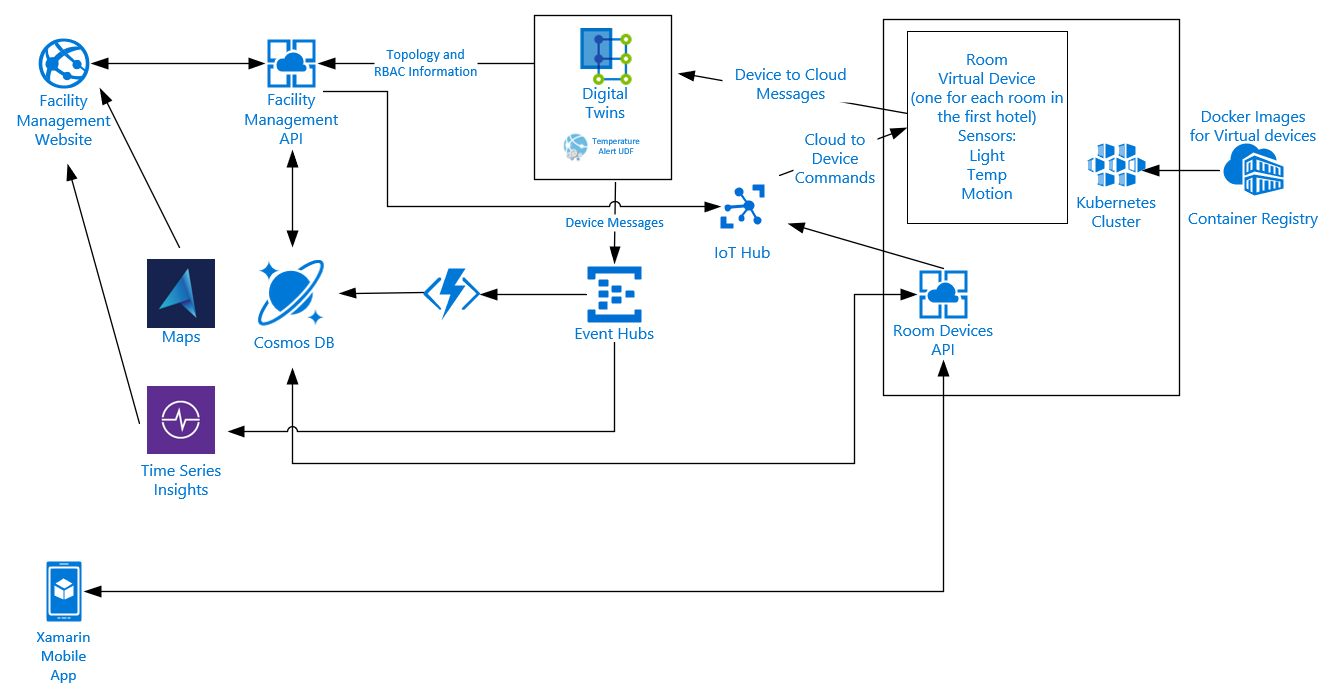 Facility
Management
Website
Facility
Management
API
Topology and
RBAC Information
Digital
Twins
Temperature
Alert UDF
Device to Cloud
Messages
Room
Virtual Device
(one for each room in
the first hotel)
Sensors:
Light
Temp
Motion
Docker Images
for Virtual devices
Kubernetes
Cluster
Container Registry
Cloud to
Device
Commands
Device Messages
IoT Hub
Maps
Cosmos DB
Event Hubs
Room Devices
API
Time Series
Insights
Xamarin
Mobile
App